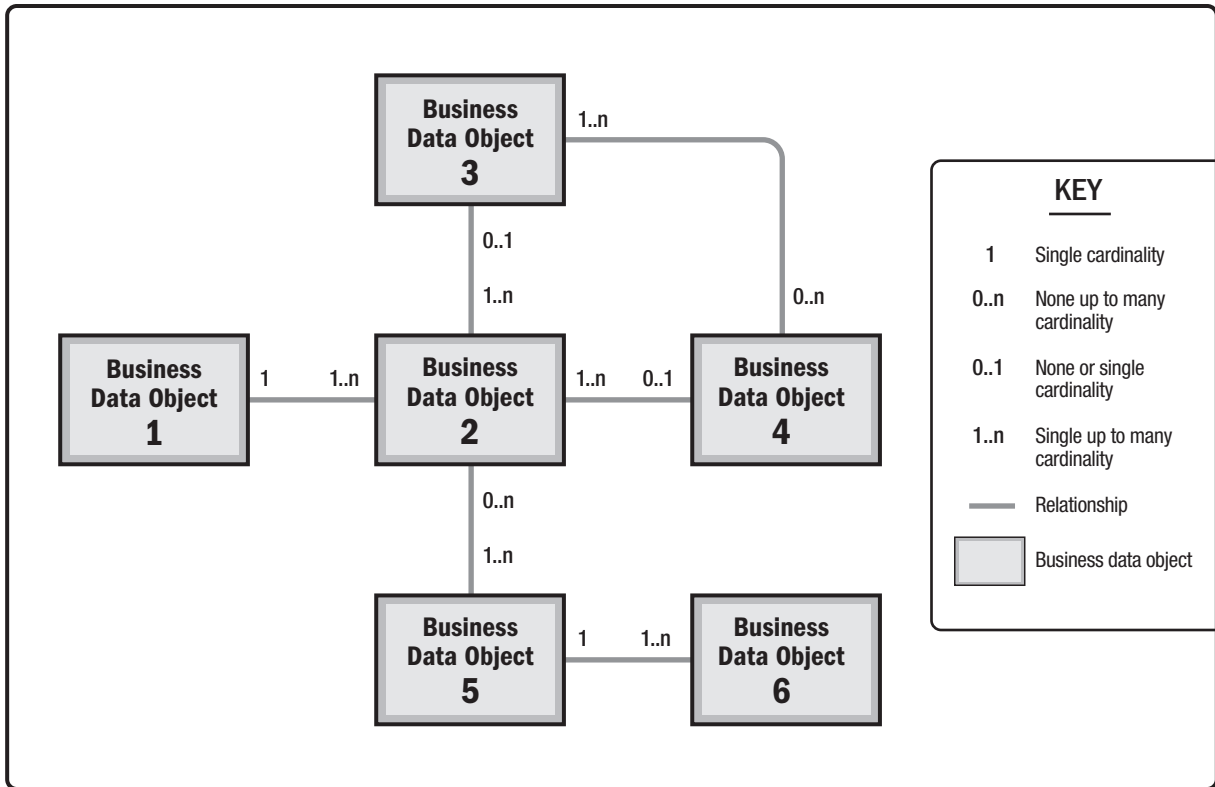 Business
Data Object
3
1..n
0..1
1..n
0..n
Business
Data Object
1
1
1..n
Business
Data Object
2
1..n
0..1
Business
Data Object
4
0..n
1..n
Business
Data Object
5
1
1..n
Business
Data Object
6
KEY
1 Single cardinality
0..n None up to many
cardinality
0..1 None or single
cardinality
1..n Single up to many
cardinality
Relationship
Business data object